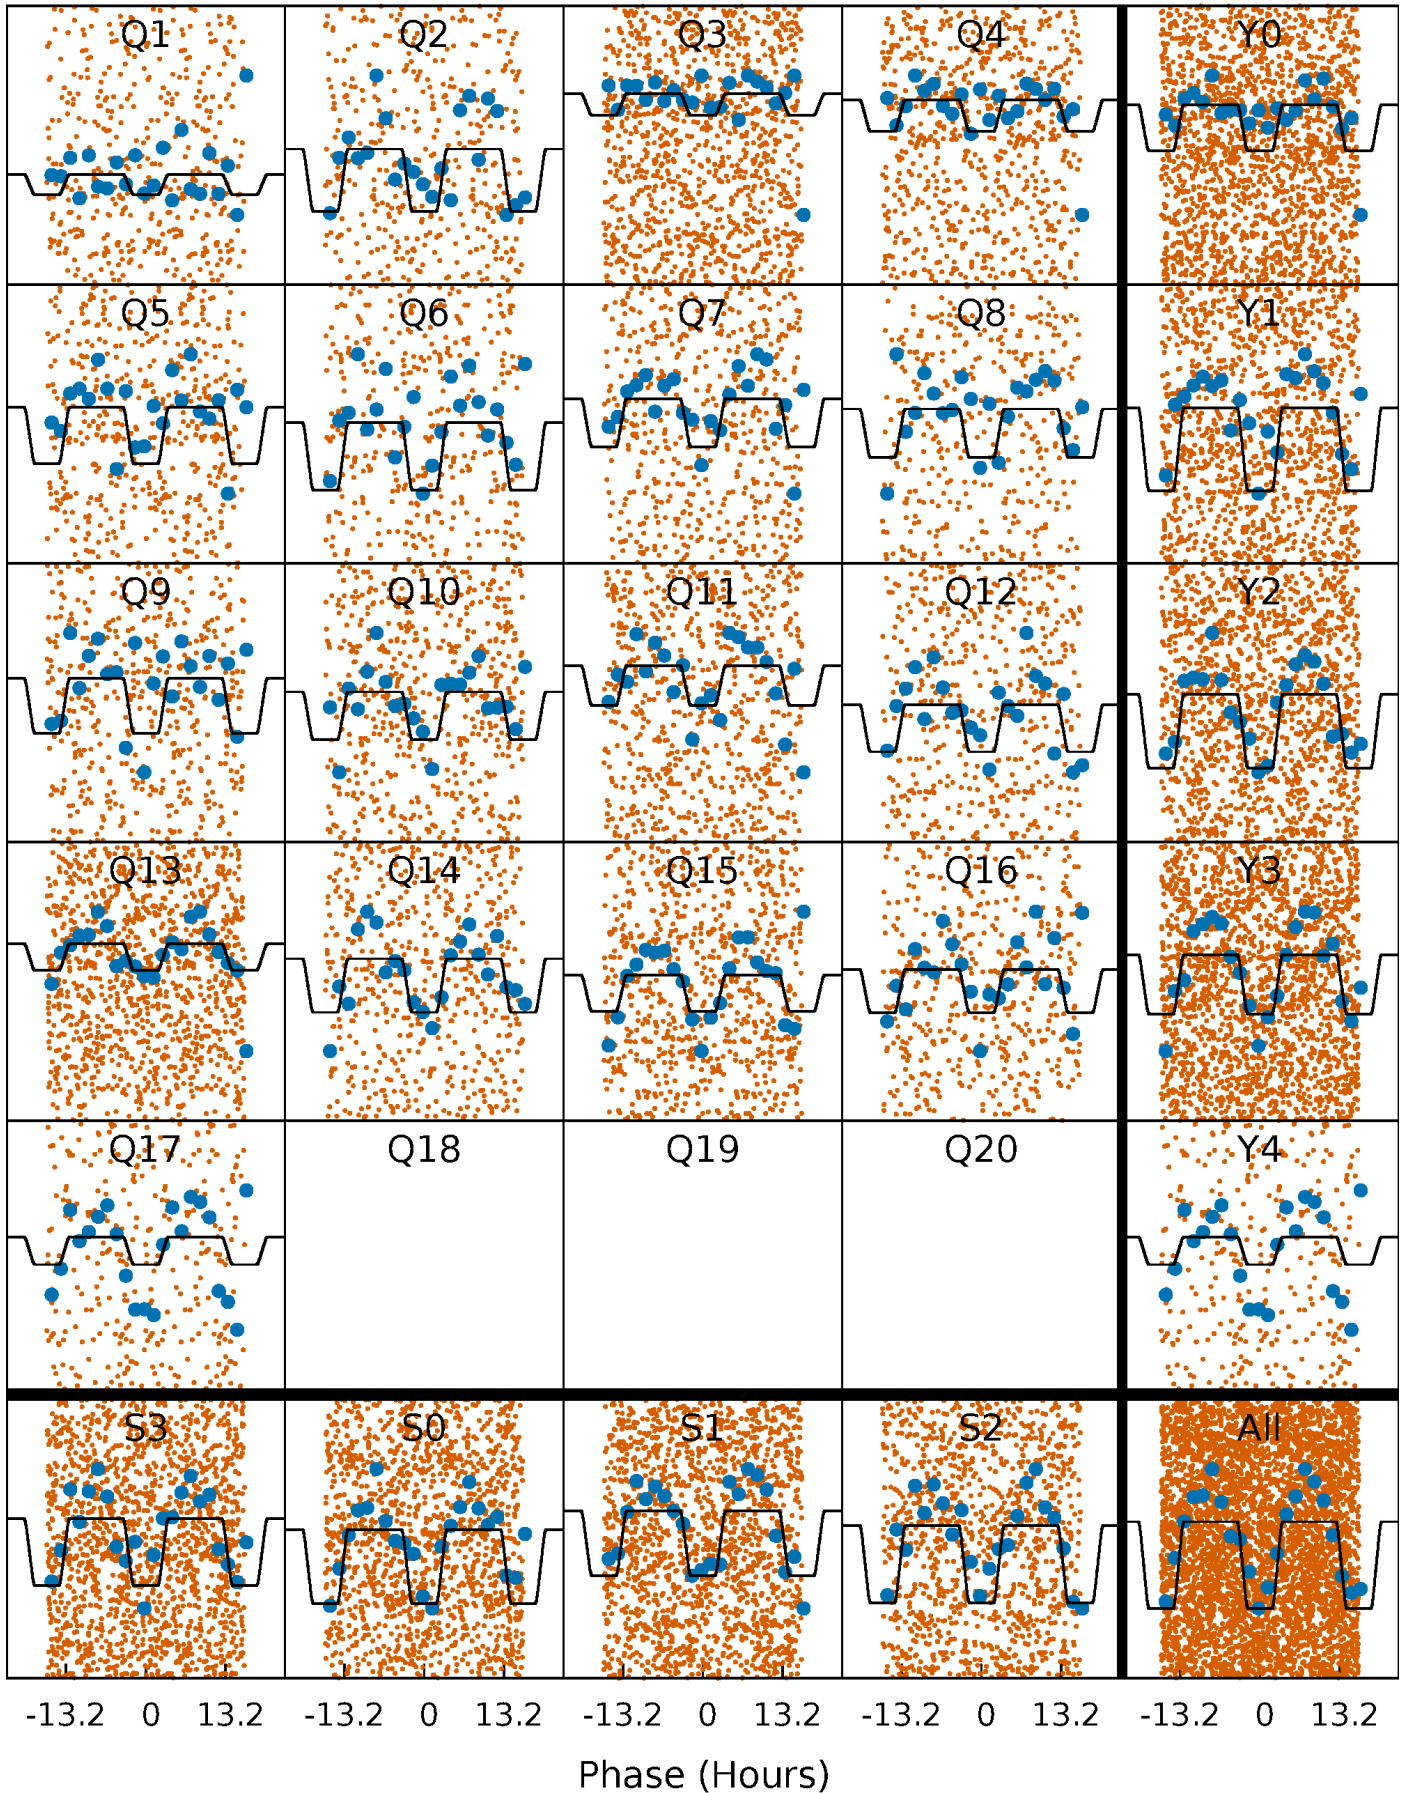 Q1 Q2 Q3 Q4 Y0
Q5 Q6 Q7 Q8 Y1
Q9 Q10 Q11 Q12 Y2
Q13 Q14 Q15 Q16 Y3
Q17 Q18 Q19 Q20 Y4
S3 S0 S1 S2 All
-13.2 0 13.2 -13.2 0 13.2 -13.2 0 13.2 -13.2 0 13.2 -13.2 0 13.2
Phase (Hours)